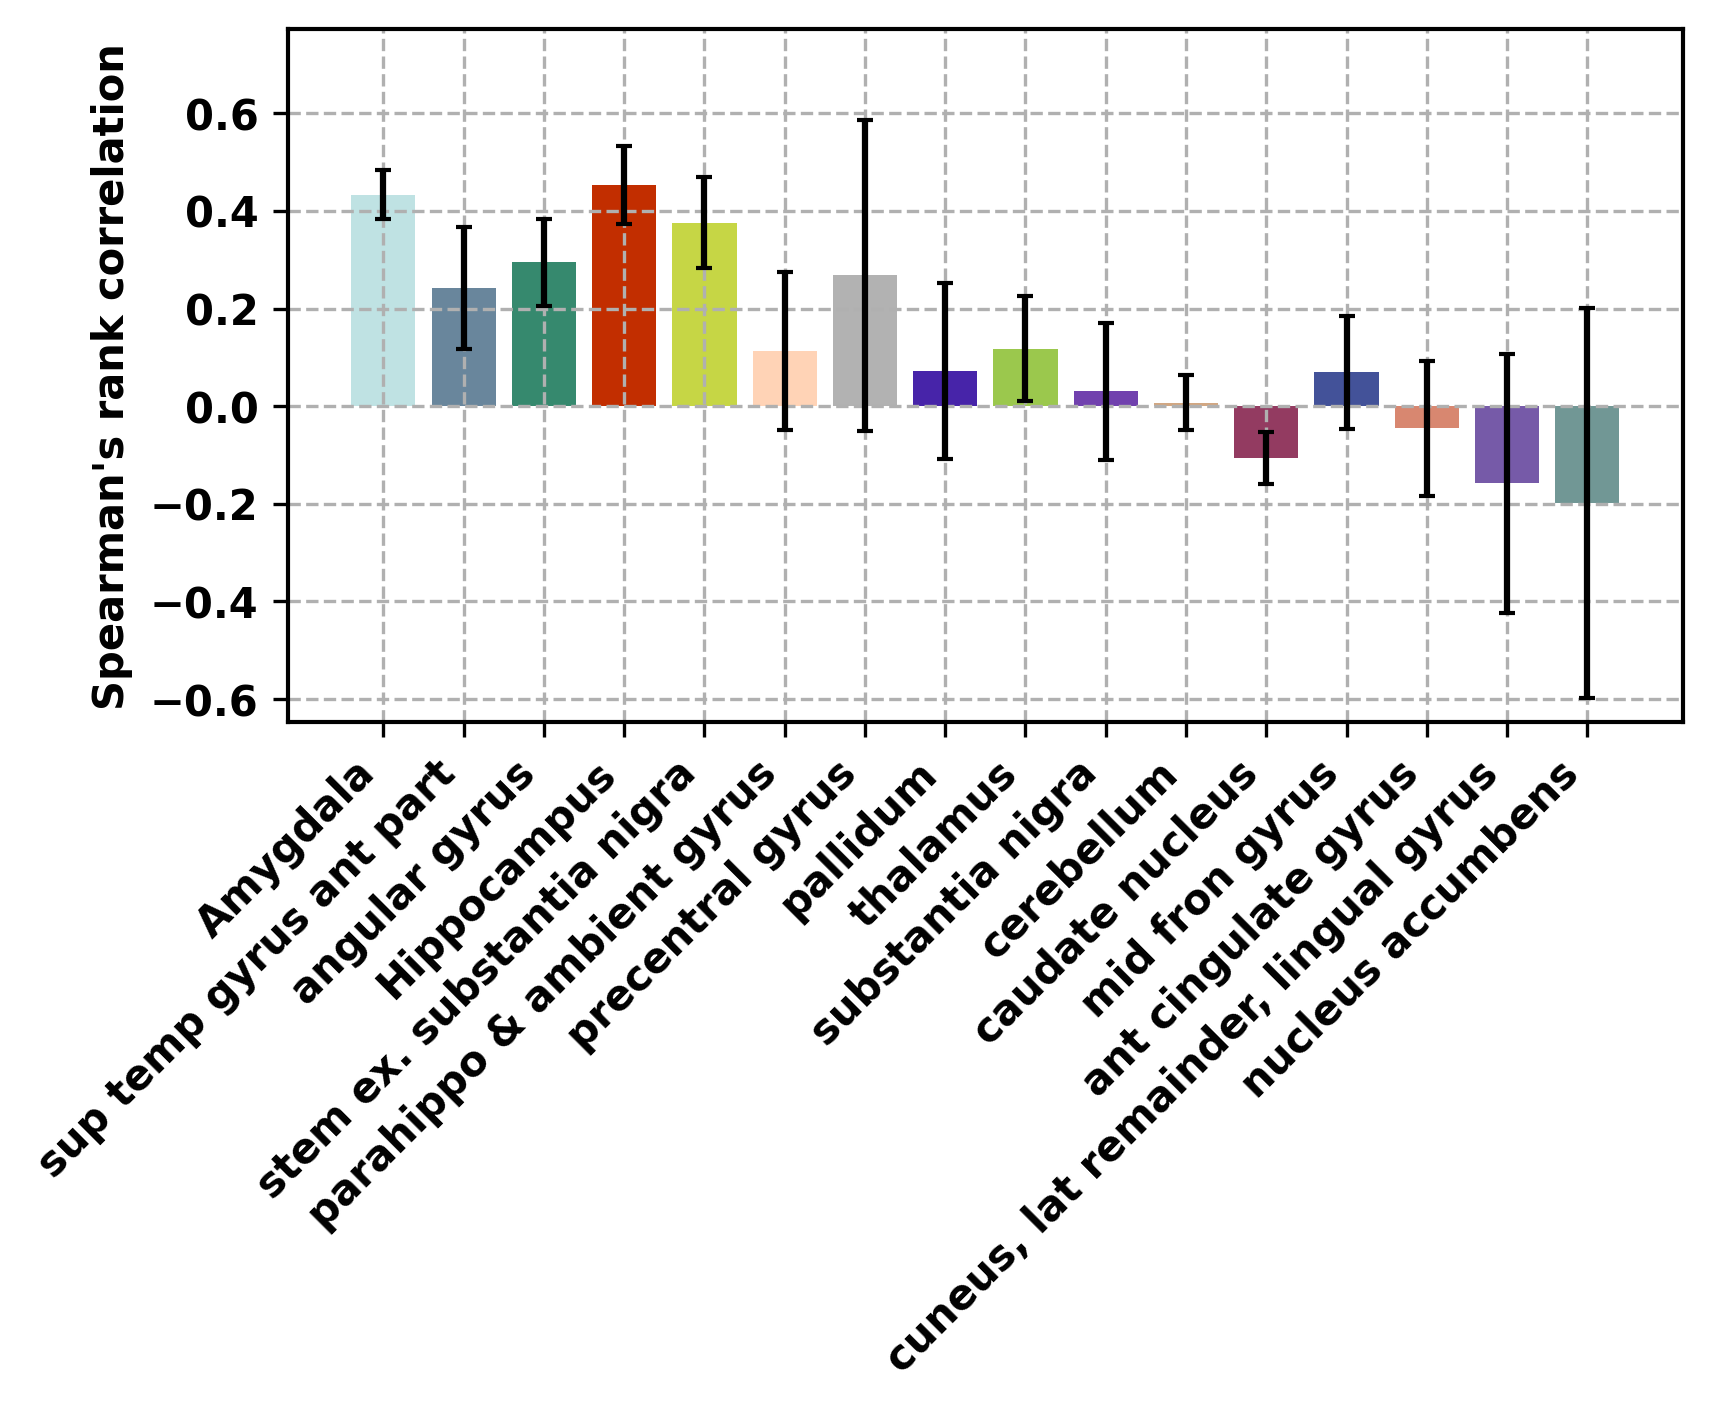 Spearman's rank correlation
0.6
0.4
0.2
0.0
−0.2
−0.4
−0.6
Amygdala
sup temp gyrus ant part
angular gyrus
Hippocampus
stem ex. substantia nigra
parahippo & ambient gyrus
precentral gyrus
pallidum
thalamus
substantia nigra
cerebellum
caudate nucleus
mid fron gyrus
ant cingulate gyrus
cuneus, lat remainder, lingual gyrus
nucleus accumbens